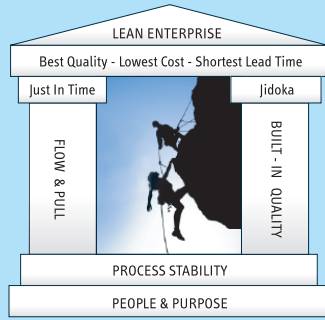 LEAN ENTERPRISE
Best Quality - Lowest Cost - Shortest Lead Time
Just In Time
Jidoka
FLOW & PULL
BUILT - IN QUALITY
PROCESS STABILITY
PEOPLE & PURPOSE